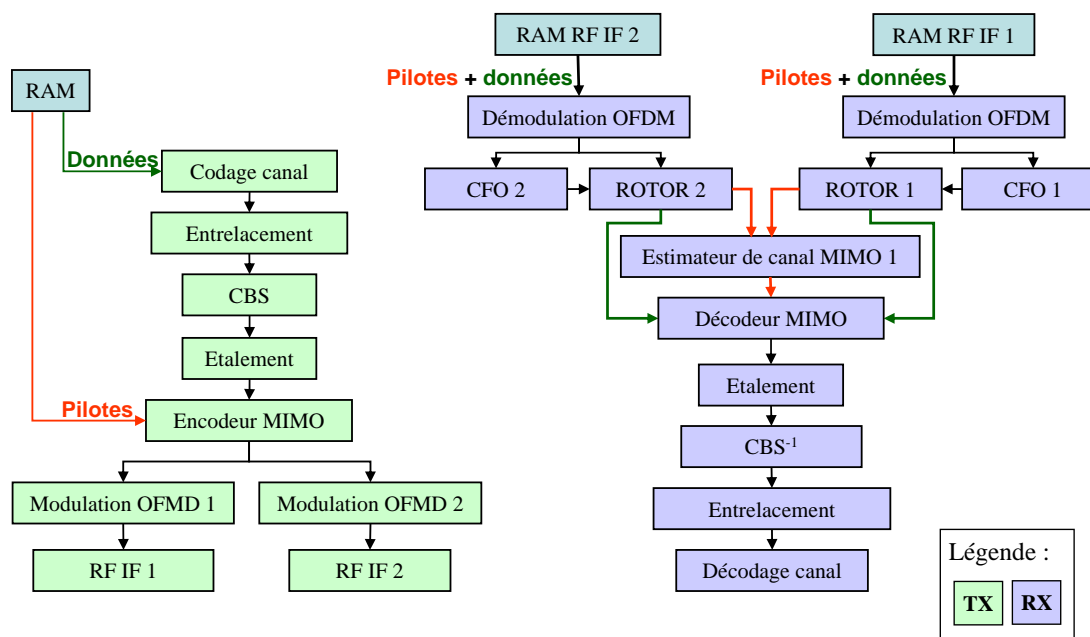 RAM
Données
Codage canal
Entrelacement
CBS
Etalement
Pilotes
Encodeur MIMO
Modulation OFMD 1
Modulation OFMD 2
RF IF 1
RF IF 2
RAM RF IF 2
RAM RF IF 1
Pilotes + données
Pilotes + données
Démodulation OFDM
Démodulation OFDM
CFO 2
ROTOR 2
ROTOR 1
CFO 1
Estimateur de canal MIMO 1
Décodeur MIMO
Etalement
CBS-1
Entrelacement
Décodage canal
Légende :
TX
RX